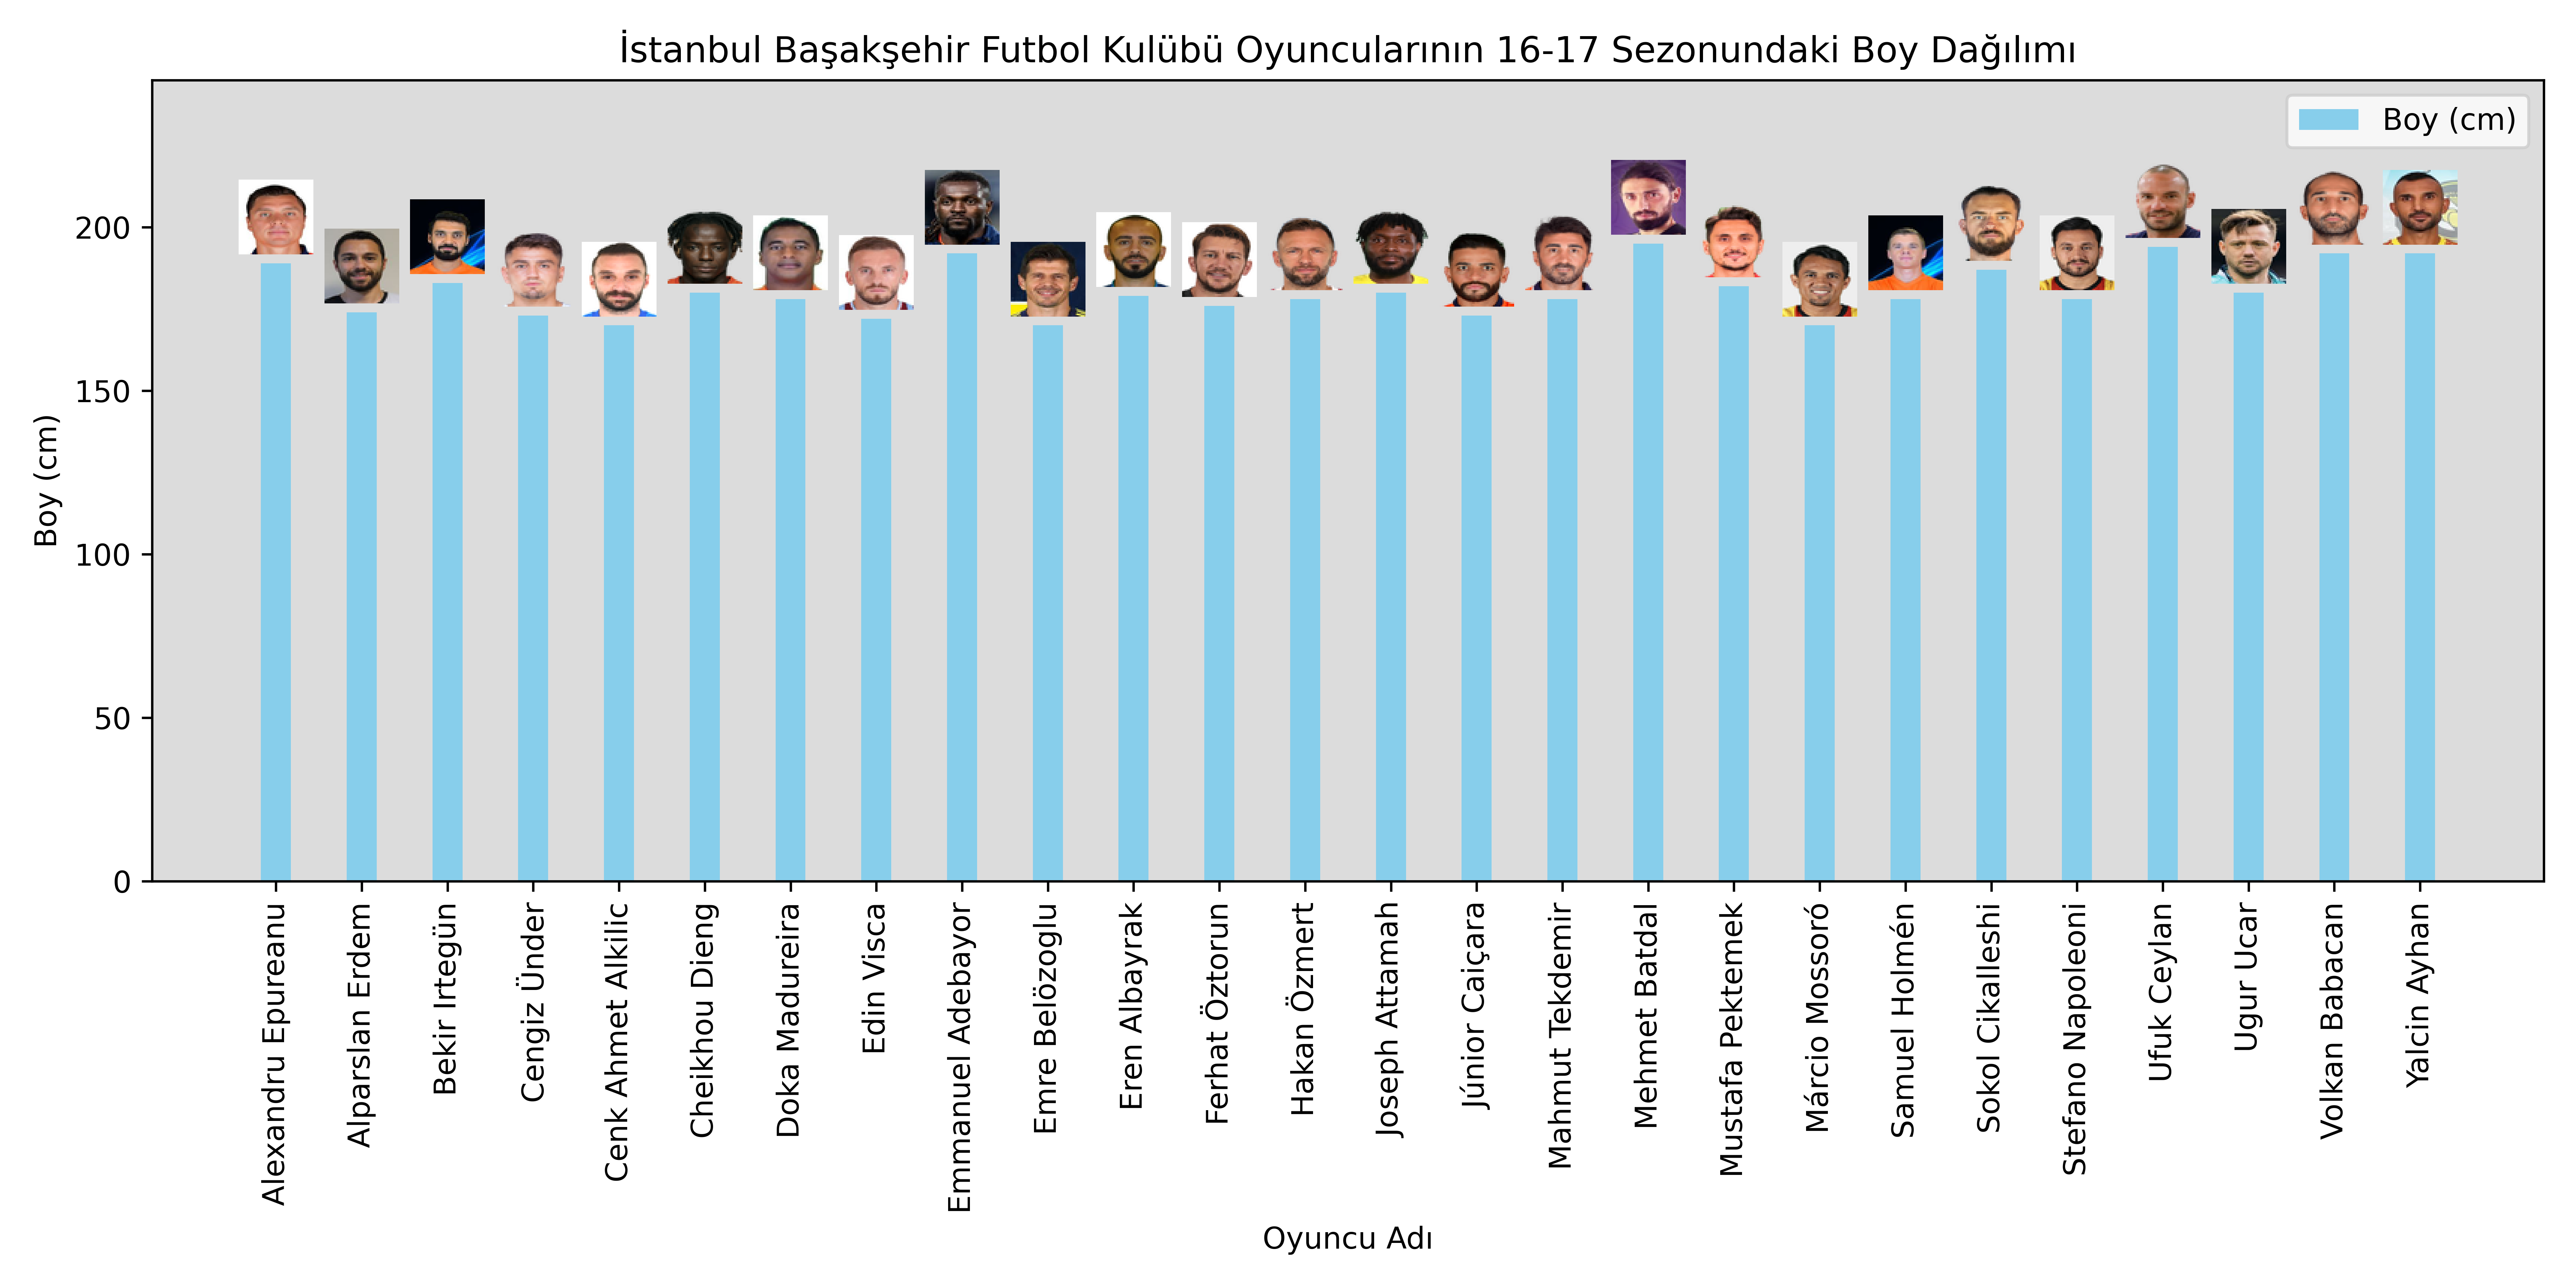 İstanbul Başakşehir Futbol Kulübü Oyuncularının 16-17 Sezonundaki Boy Dağılımı
Boy (cm)
Boy (cm)
200
150
100
50
0
Alexandru Epureanu
Alparslan Erdem
Bekir Irtegün
Cengiz Ünder
Cenk Ahmet Alkilic
Cheikhou Dieng
Doka Madureira
Edin Visca
Emmanuel Adebayor
Emre Belözoglu
Eren Albayrak
Ferhat Öztorun
Hakan Özmert
Joseph Attamah
Júnior Caiçara
Mahmut Tekdemir
Mehmet Batdal
Mustafa Pektemek
Márcio Mossoró
Samuel Holmén
Sokol Cikalleshi
Stefano Napoleoni
Ufuk Ceylan
Ugur Ucar
Volkan Babacan
Yalcin Ayhan
Oyuncu Adı